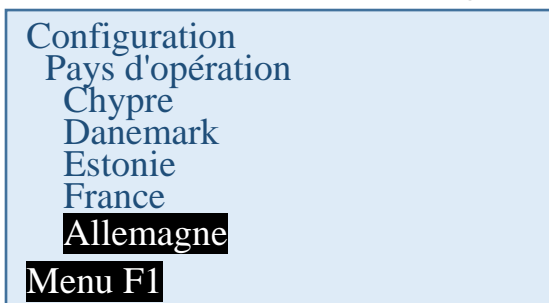 Configuration
Pays d'opération
Chypre
Danemark
Estonie
France
Allemagne
Menu F1